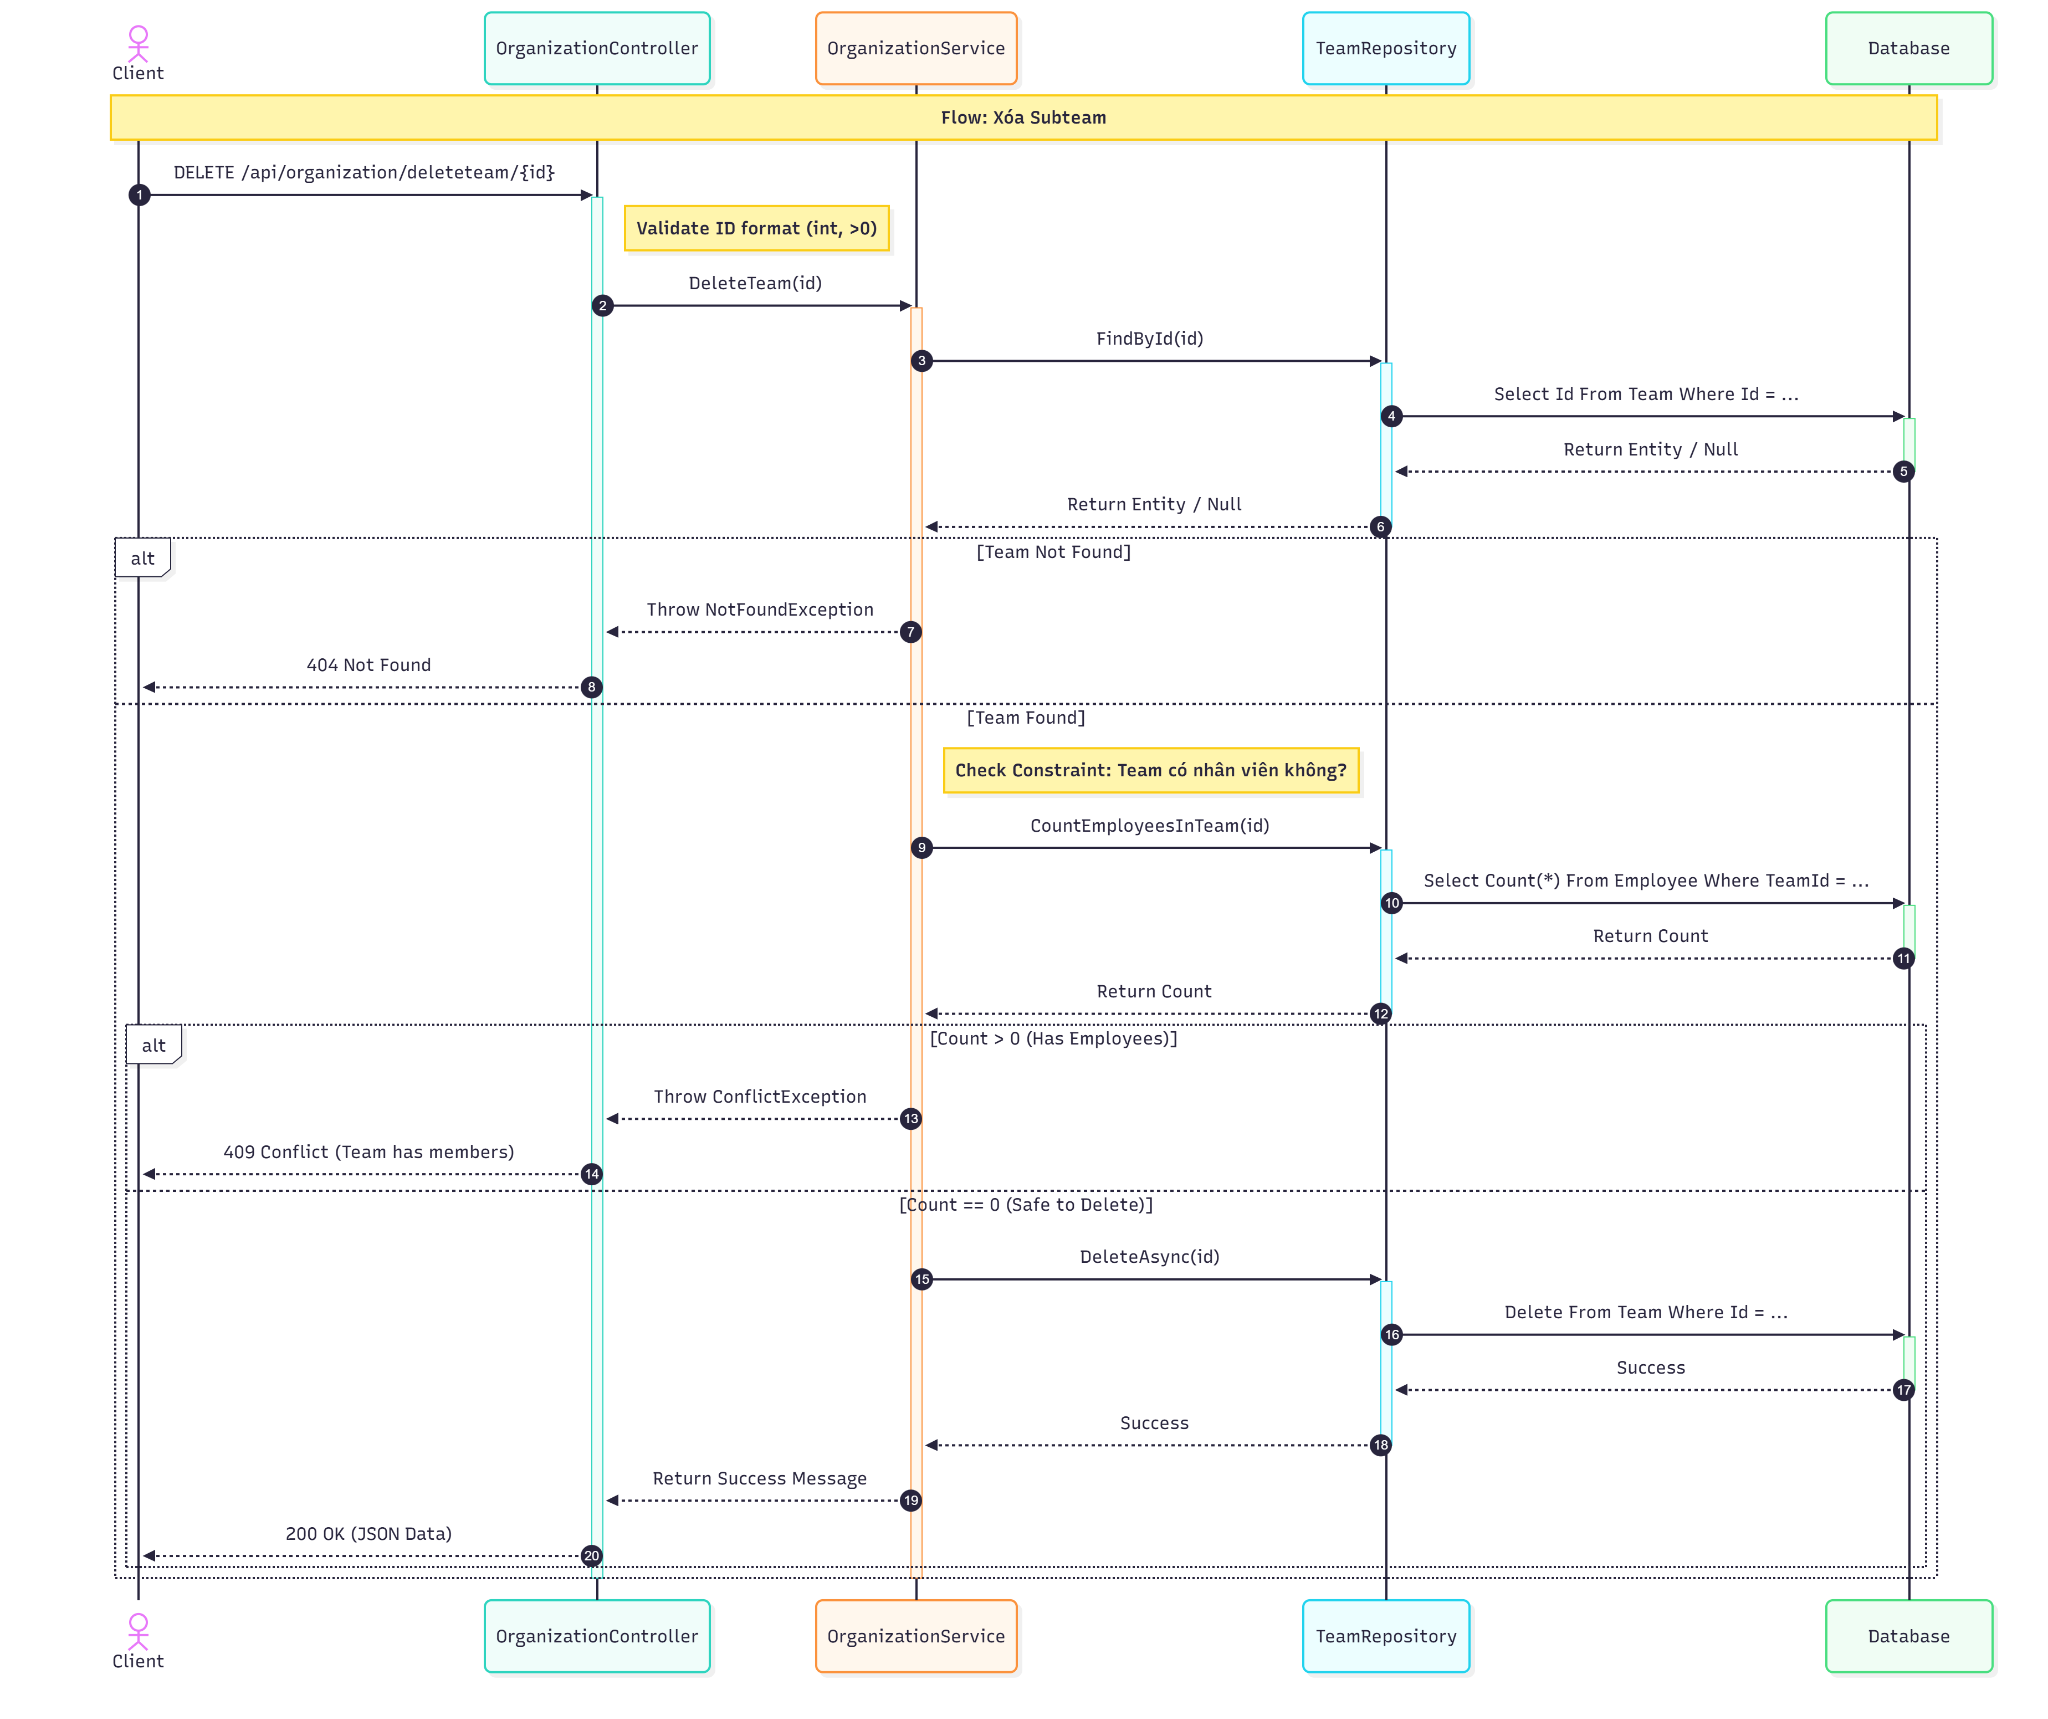 Client
OrganizationController
OrganizationService
TeamRepository
Database
Flow: Xóa Subteam
DELETE /api/organization/deleteteam/{id}
1
Validate ID format (int, >0)
DeleteTeam(id)
2
FindById(id)
3
Select Id From Team Where Id = ...
4
Return Entity / Null
5
Return Entity / Null
6
alt
[Team Not Found]
Throw NotFoundException
7
404 Not Found
8
[Team Found]
Check Constraint: Team có nhân viên không?
CountEmployeesInTeam(id)
9
Select Count(*) From Employee Where TeamId = ...
10
Return Count
11
Return Count
12
alt
[Count > 0 (Has Employees)]
Throw ConflictException
13
409 Conflict (Team has members)
14
[Count == 0 (Safe to Delete)]
DeleteAsync(id)
15
Delete From Team Where Id = ...
16
Success
17
Success
18
Return Success Message
19
200 OK (JSON Data)
20
Client
OrganizationController
OrganizationService
TeamRepository
Database